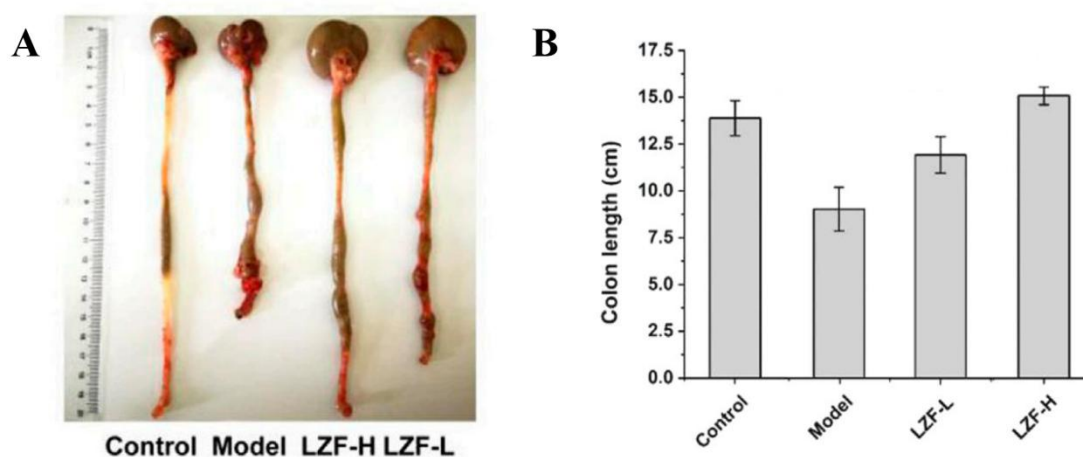 A
Control Model LZF-H LZF-L
B
Colon length (cm)
17.5
15.0
12.5
10.0
7.5
5.0
2.5
0.0
Control
Model
LZF-L
LZF-H